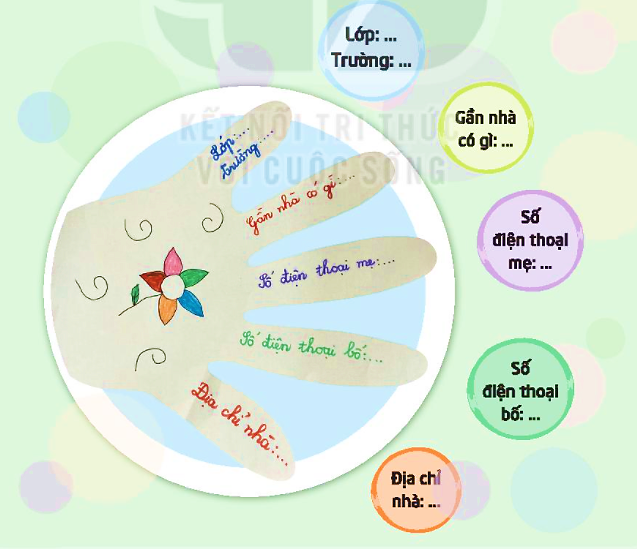 KẾT NỐI TRI THỨC
VỚI CUỘC SỐNG
Lớp: ...
Trường: ...
Gần nhà
có gì: ...
Số
điện thoại
mẹ: ...
Số
điện thoại
bố: ...
Địa chỉ
nhà: ...
Lớp:...
Trường:...
Gần nhà có gì:...
Số điện thoại mẹ:...
Số điện thoại bố:...
Địa chỉ nhà:...